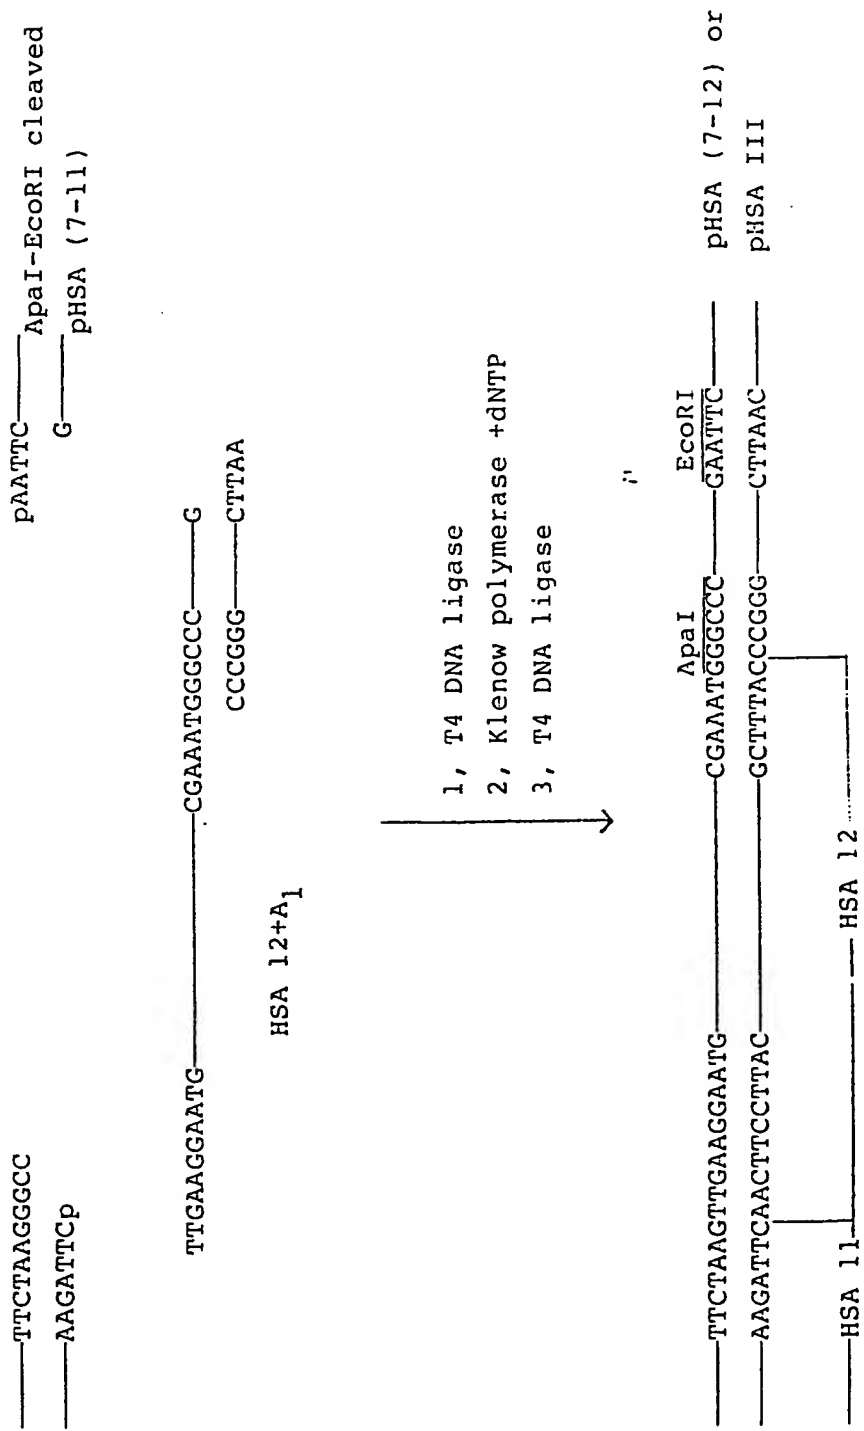 TTCTAAGGGCC pAATTC
AAGATTCp G ApaI-EcoRI cleaved
pHSA (7-11)
TTGAAGGAATG CGAAATGGGCCC G
CCCGGG CTTAA
HSA 12+A1
1, T4 DNA ligase
2, Klenow polymerase +dNTP
3, T4 DNA ligase
ApaI EcoRI
TTCTAAGTTGAAGGAATG CGAAATGGGCCC GAATTC pHSA (7-12) or
AAGATTCAACTTCCTTAC GCTTTACCCGGG CTTAAC pHSA III
HSA 11 HSA 12